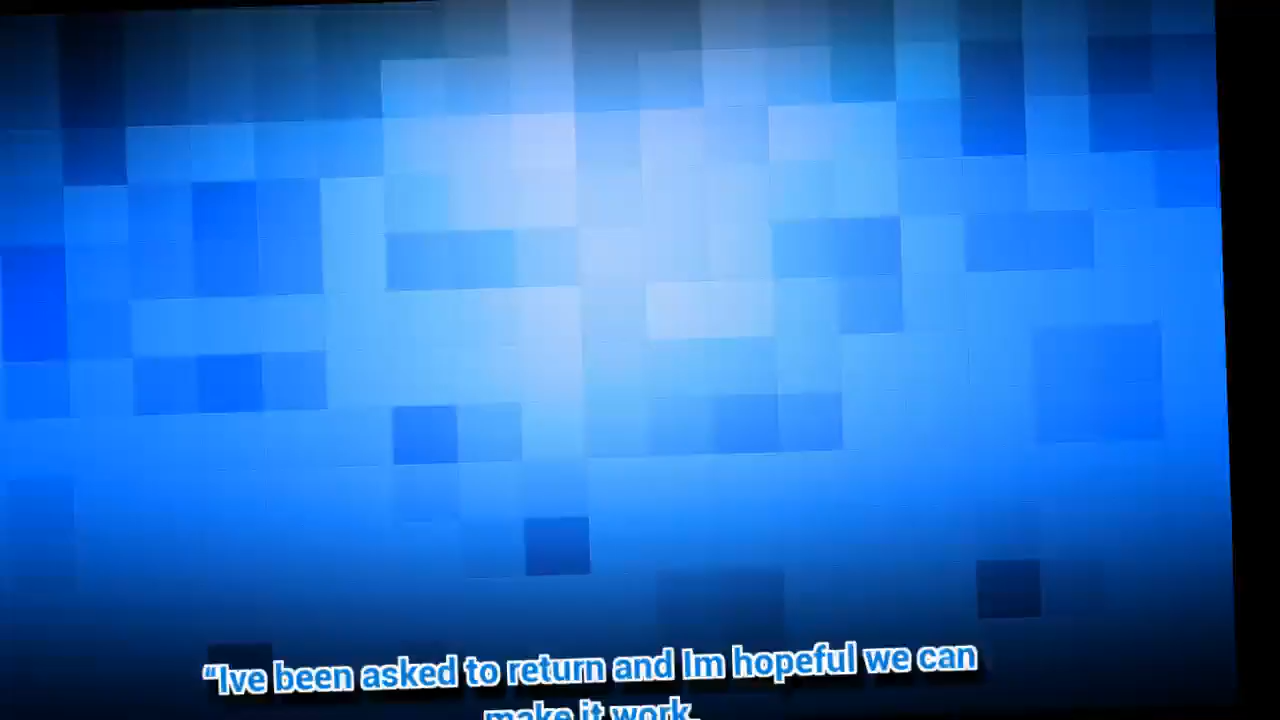 “Ive been asked to return and Im hopeful we can
make it work.